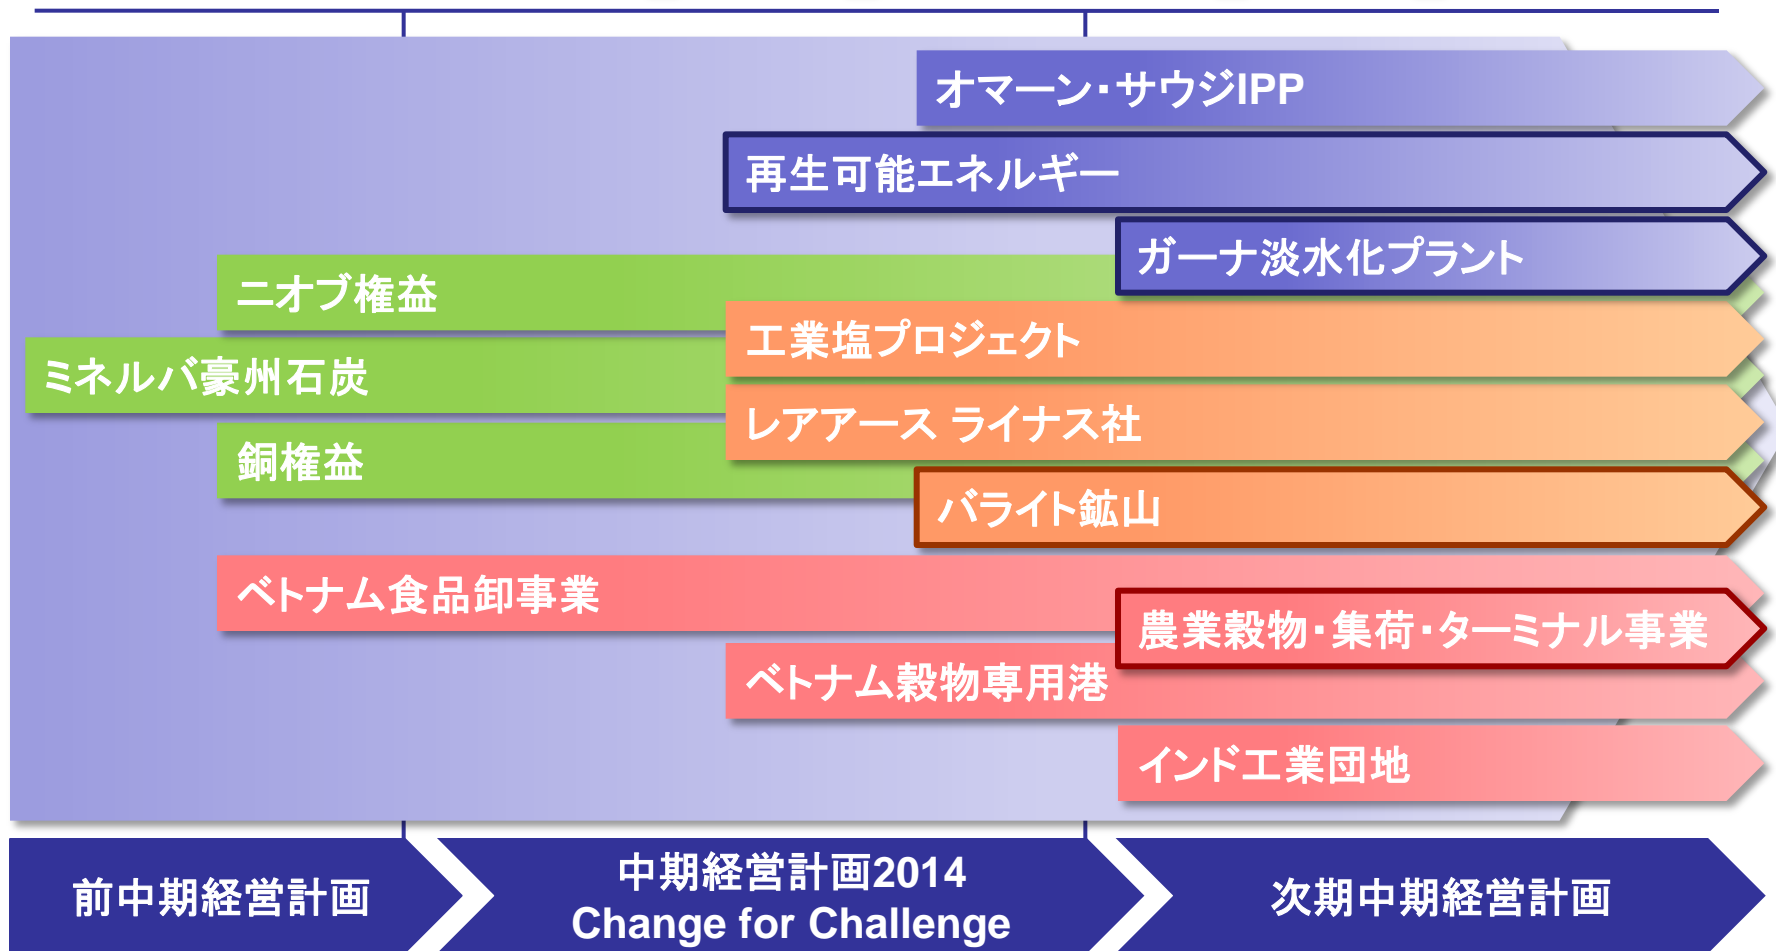 オマーン・サウジIPP
再生可能エネルギー
ガーナ淡水化プラント
ニオブ権益
工業塩プロジェクト
ミネルバ豪州石炭
レアアース ライナス社
銅権益
バライト鉱山
ベトナム食品卸事業
農業穀物・集荷・ターミナル事業
ベトナム穀物専用港
インド工業団地
前中期経営計画
中期経営計画2014
Change for Challenge
次期中期経営計画